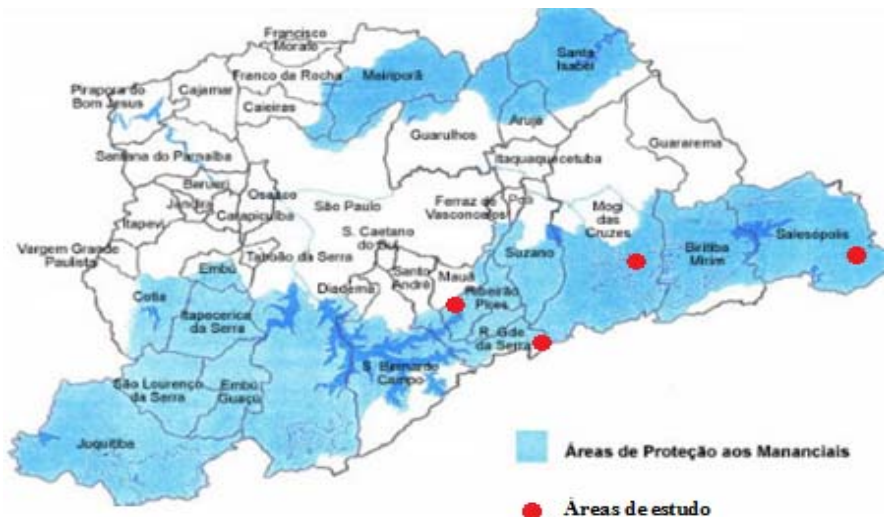 Francisco
Morato
Franco da Rocha
Mairiporã
Santa
Isabel
Pirapora do
Bom Jesus
Cajamar
Caieiras
Guarulhos
Arujá
Guararema
Santana do Parnaíba
Itaquaquecetuba
Barueri
Osasco
Jandira
Carapicuíba
Itapevi
São Paulo
Ferraz de
Vasconcelos
Poá
Mogi
das
Cruzes
Vargem Grande
Paulista
S. Caetano
do Sul
Taboão da Serra
Embú
Suzano
Biritiba
Mirim
Salesópolis
Santo
André
Mauá
Diadema
Ribeirão
Pires
Cotia
Itapecerica
da Serra
R. Gde
da Serra
S. Bernardo
Campo
São Lourenço
da Serra
Embú
Guaçú
Juquitiba
Áreas de Proteção aos Mananciais
Áreas de estudo